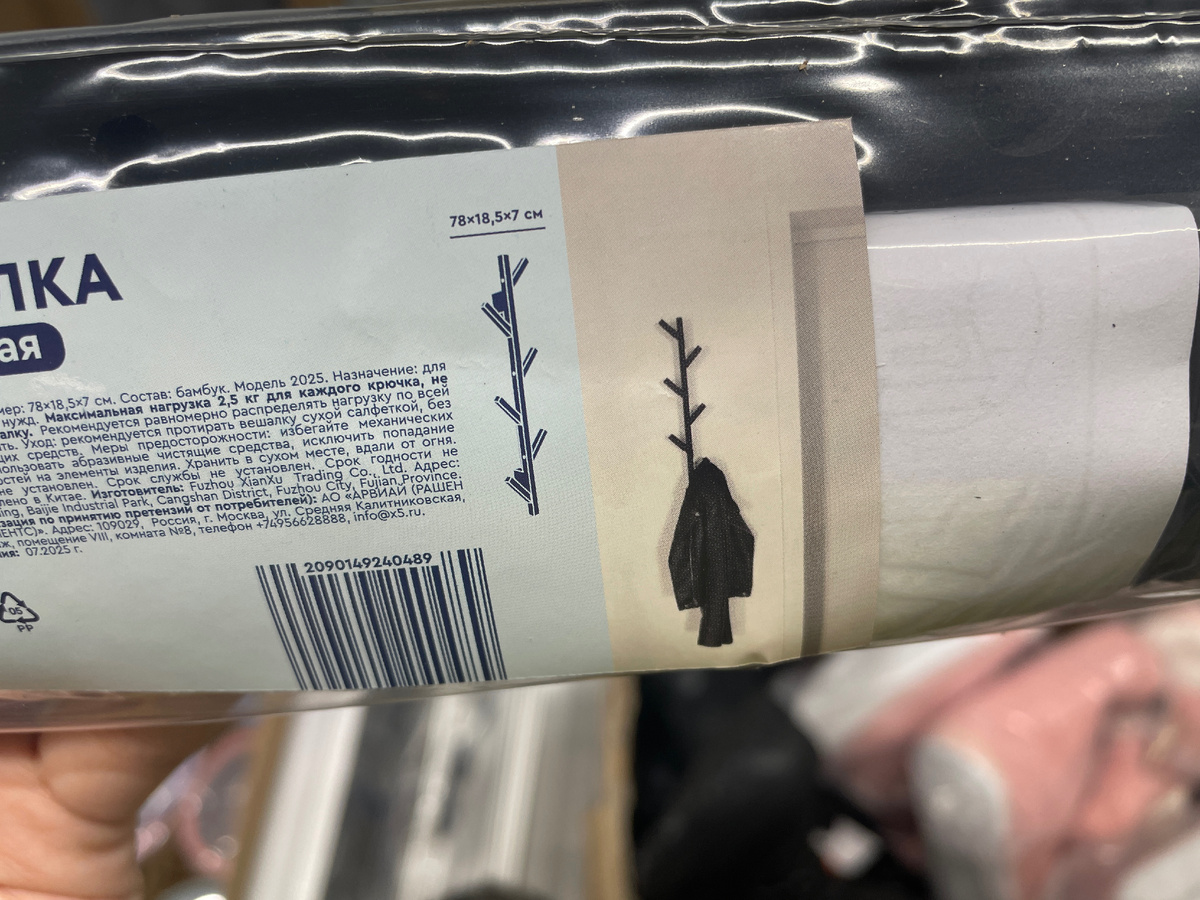 ЛКА
ая
78×18,5×7 см
мер: 78×18,5×7 см. Состав: бамбук. Модель 2025. Назначение: для
нужд. Максимальная нагрузка 2,5 кг для каждого крючка, не
алку. Рекомендуется равномерно распределять нагрузку по всей
ть. Уход: рекомендуется протирать вешалку сухой салфеткой, без
их средств. Меры предосторожности: избегайте механических
пользовать абразивные чистящие средства, исключить попадание
остей на элементы изделия. Хранить в сухом месте, вдали от огня.
не установлен. Срок службы не установлен. Срок годности не
лено в Китае. Изготовитель: Fuzhou XianXu Trading Co., Ltd. Адрес:
ing, Baijie Industrial Park, Cangshan District, Fuzhou City, Fujian Province.
зация по принятию претензий от потребителей): АО «АРВИАЙ (РАШЕН
ЕНТС)». Адрес: 109029, Россия, г. Москва, ул. Средняя Калитниковская,
ж, помещение VIII, комната №8, телефон +74956628888, info@x5.ru.
ния: 07.2025 г.
2090149240489
05
PP